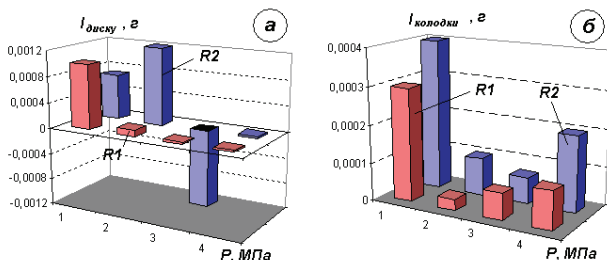 I диску , г
а
0,0012
0,0008
0,0004
0
-0,0004
-0,0008
-0,0012
R2
R1
1
2
3
4
P, МПа
I колодки , г
б
0,0004
0,0003
0,0002
0,0001
0
R1
R2
1
2
3
4
P, МПа